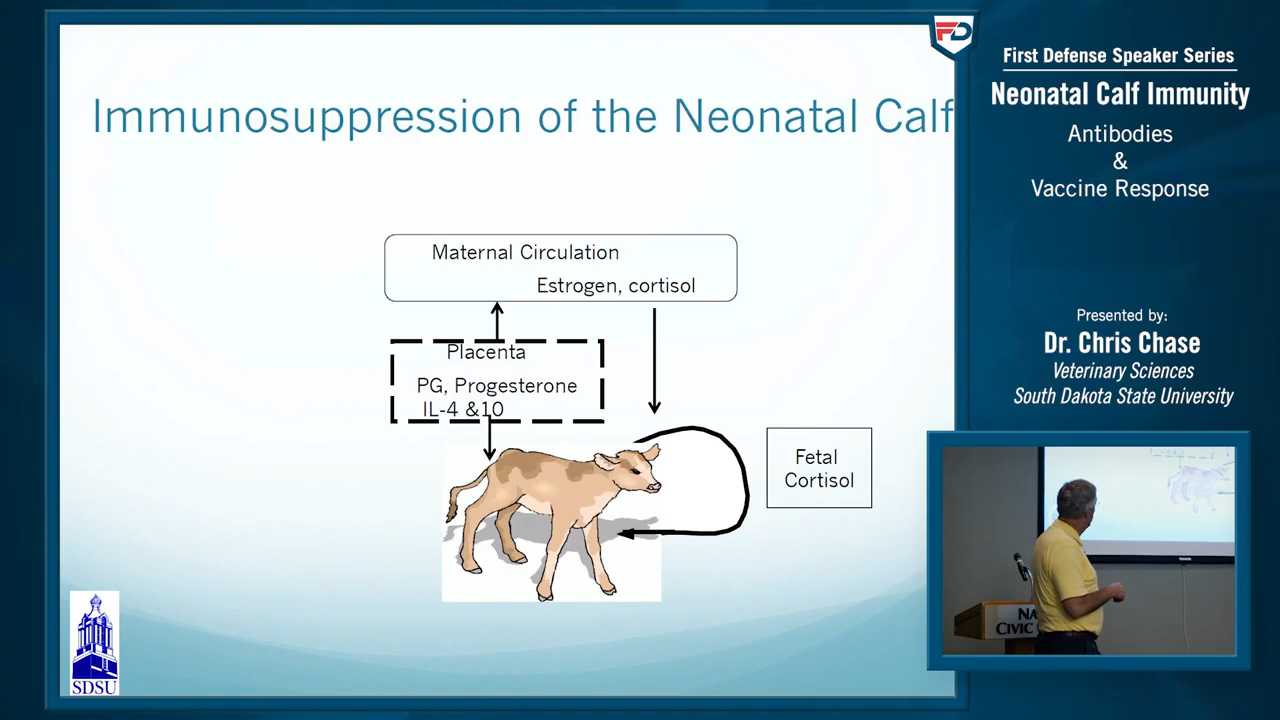 Immunosuppression of the Neonatal Calf
Maternal Circulation
Estrogen, cortisol
Placenta
PG, Progesterone
IL-4 &10
Fetal
Cortisol
SDSU
FD
First Defense Speaker Series
Neonatal Calf Immunity
Antibodies
&
Vaccine Response
Presented by:
Dr. Chris Chase
Veterinary Sciences
South Dakota State University
CIVIC